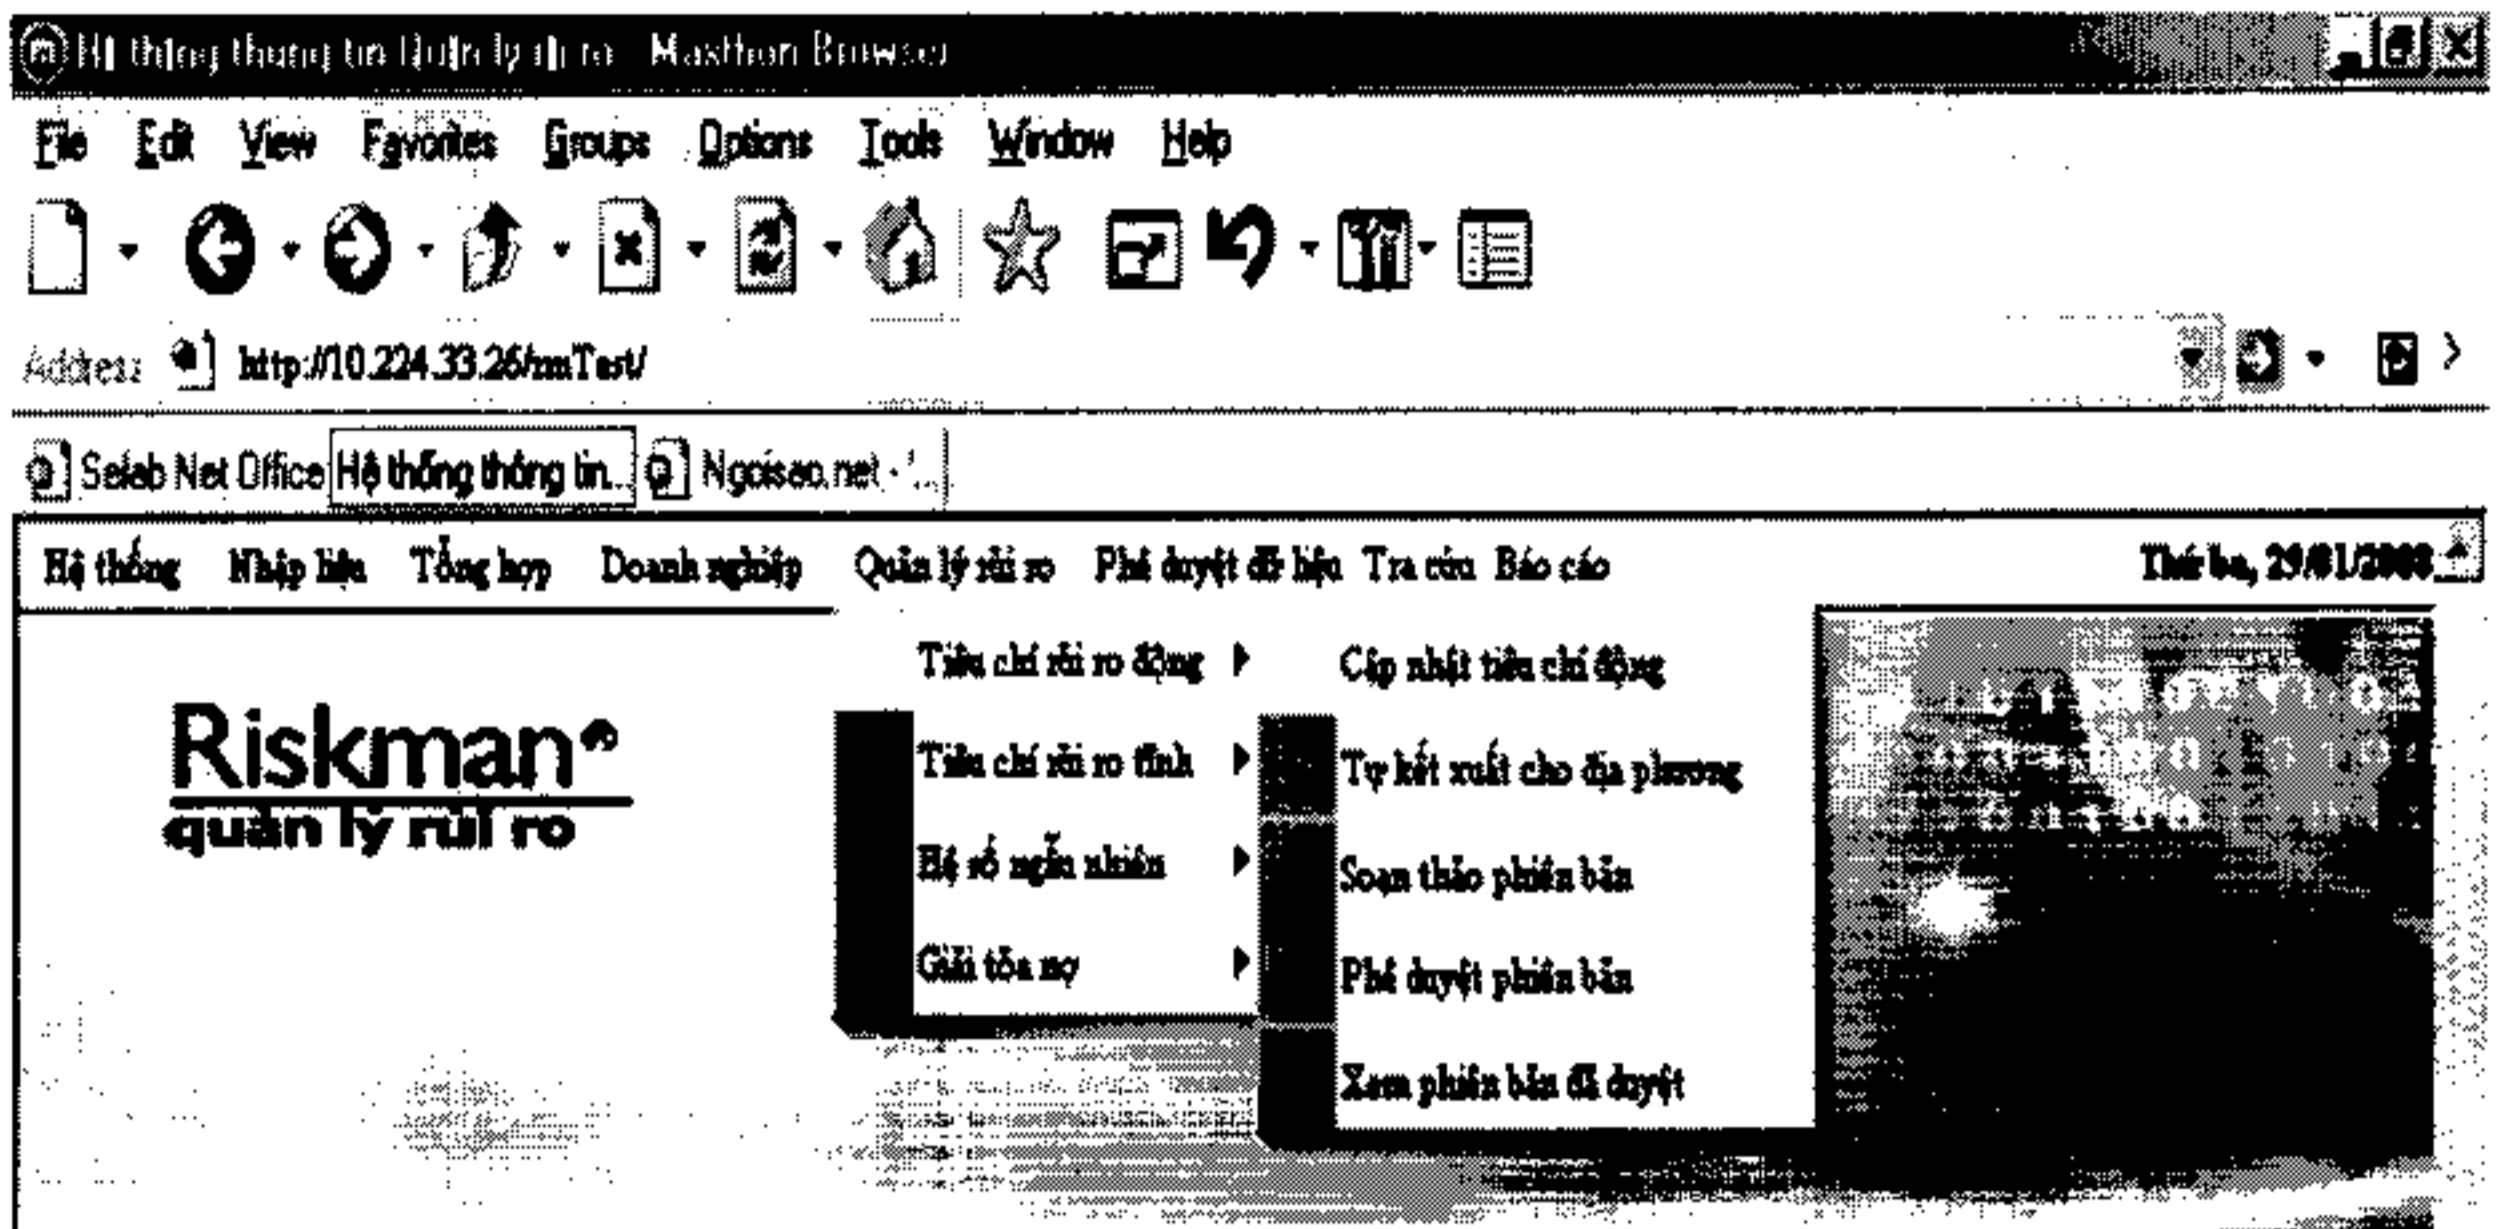 Hệ thống thông tin Quản lý rủi ro - Maxthon Browser
File Edit View Favorites Groups Options Tools Window Help
Address http://10.224.33.26/rmTest/
Selab Net Office Hệ thống thông tin... Ngoisao.net -
Hệ thống Nhập liệu Tổng hợp Doanh nghiệp Quản lý rủi ro Phê duyệt dữ liệu Tra cứu Báo cáo Thứ ba, 29/01/2008
Riskman
quản lý rủi ro
Tiêu chí rủi ro động
Tiêu chí rủi ro tĩnh
Hệ số ngẫu nhiên
Giải tỏa nợ
Cập nhật tiêu chí động
Tự kết xuất cho địa phương
Soạn thảo phiên bản
Phê duyệt phiên bản
Xem phiên bản đã duyệt